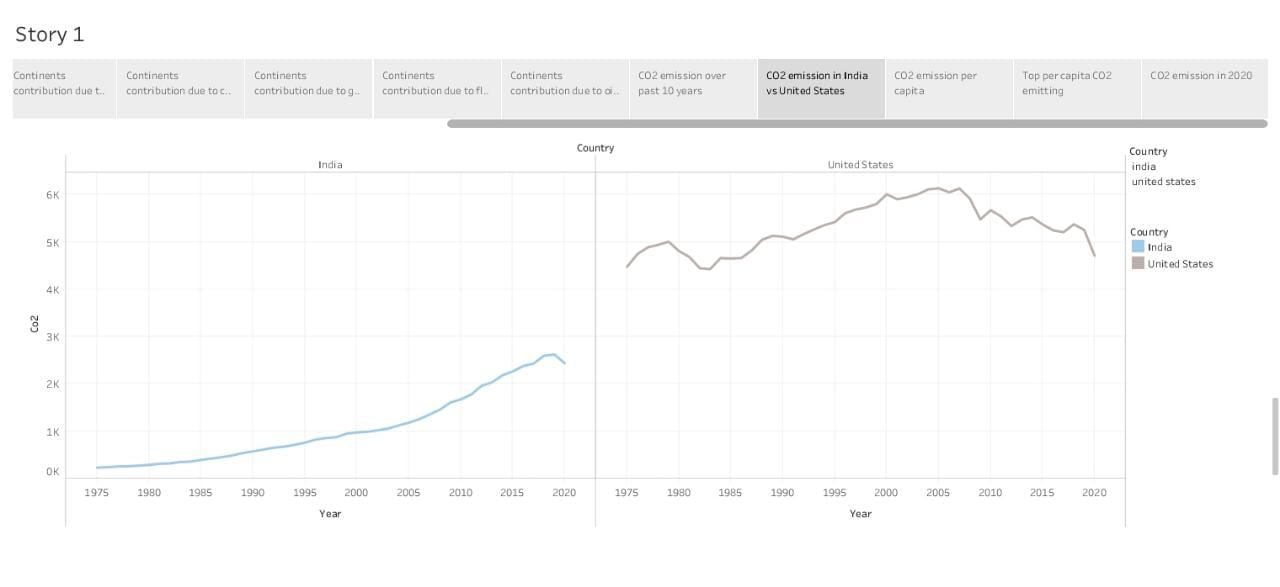 Story 1
Continents
contribution due t..
Continents
contribution due to c..
Continents
contribution due to g..
Continents
contribution due to fl..
Continents
contribution due to oi..
CO2 emission over
past 10 years
CO2 emission in India
vs United States
CO2 emission per
capita
Top per capita CO2
emitting
CO2 emission in 2020
Country
India
United States
6K
5K
4K
3K
2K
1K
0K
Co2
1975 1980 1985 1990 1995 2000 2005 2010 2015 2020
1975 1980 1985 1990 1995 2000 2005 2010 2015 2020
Year
Year
Country
india
united states
Country
India
United States